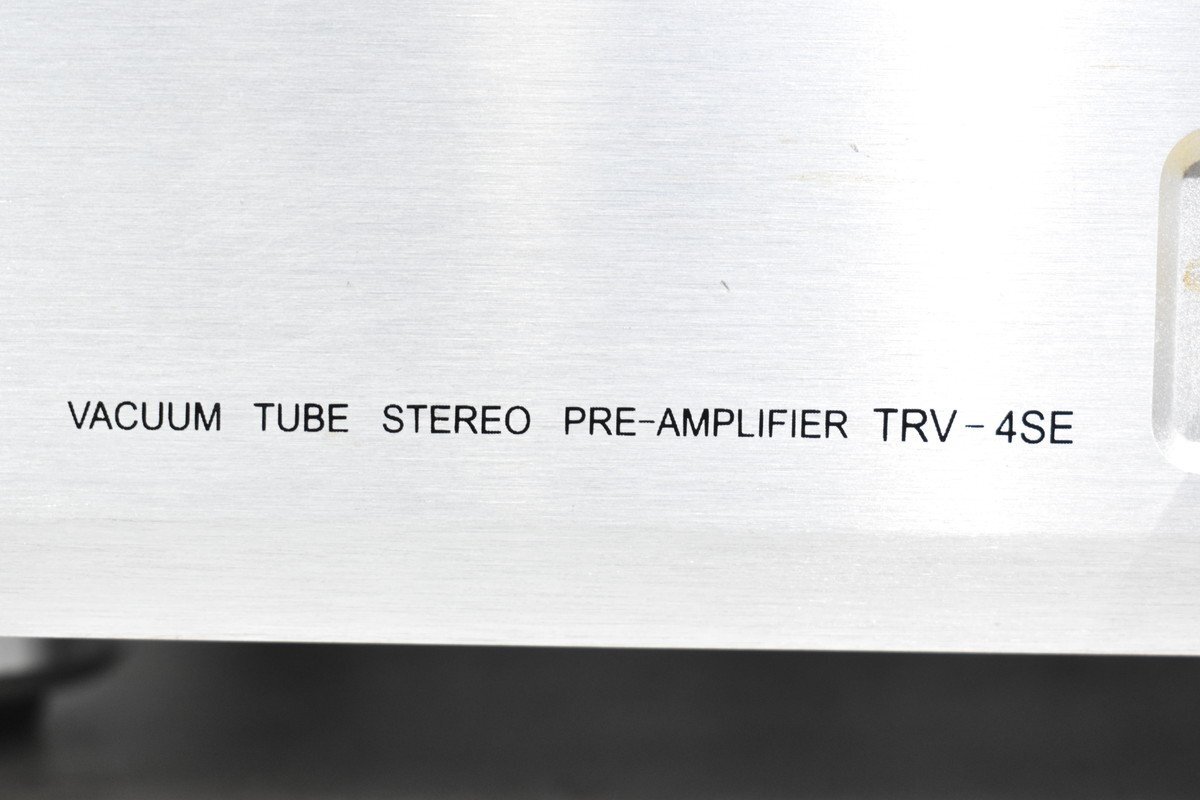 VACUUM TUBE STEREO PRE-AMPLIFIER TRV-4SE